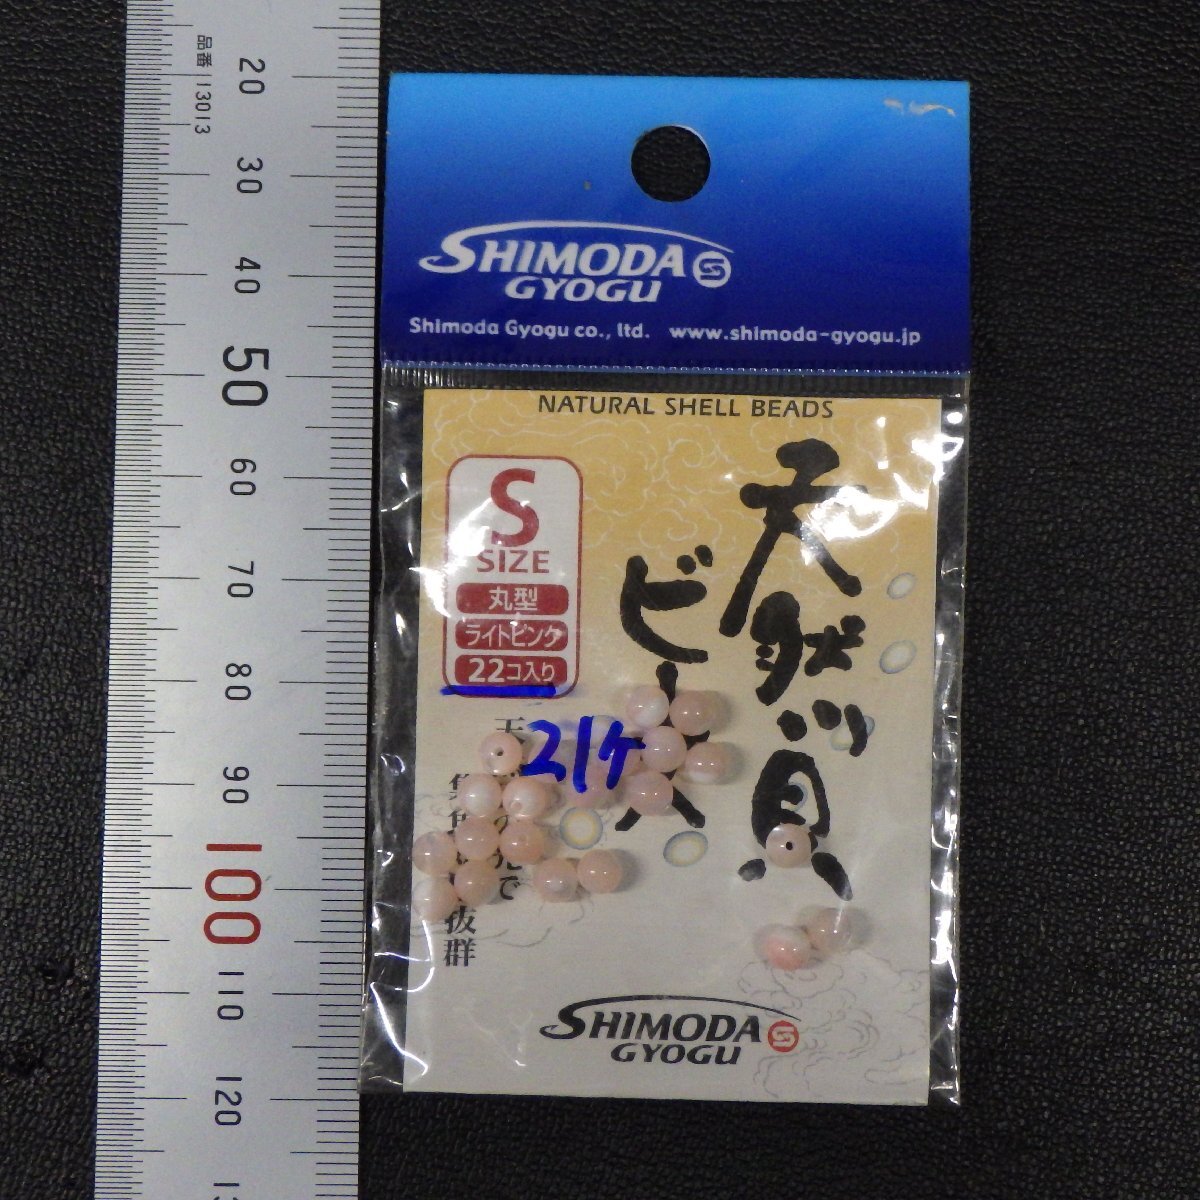 品番 13013
20
30
40
50
60
70
80
90
100
110
120
SHIMODA
GYOGU
Shimoda Gyogu co., ltd. www.shimoda-gyogu.jp
NATURAL SHELL BEADS
S
SIZE
丸型
ライトピンク
22コ入り
天然貝
ビーズ
21ケ
抜群
SHIMODA
GYOGU